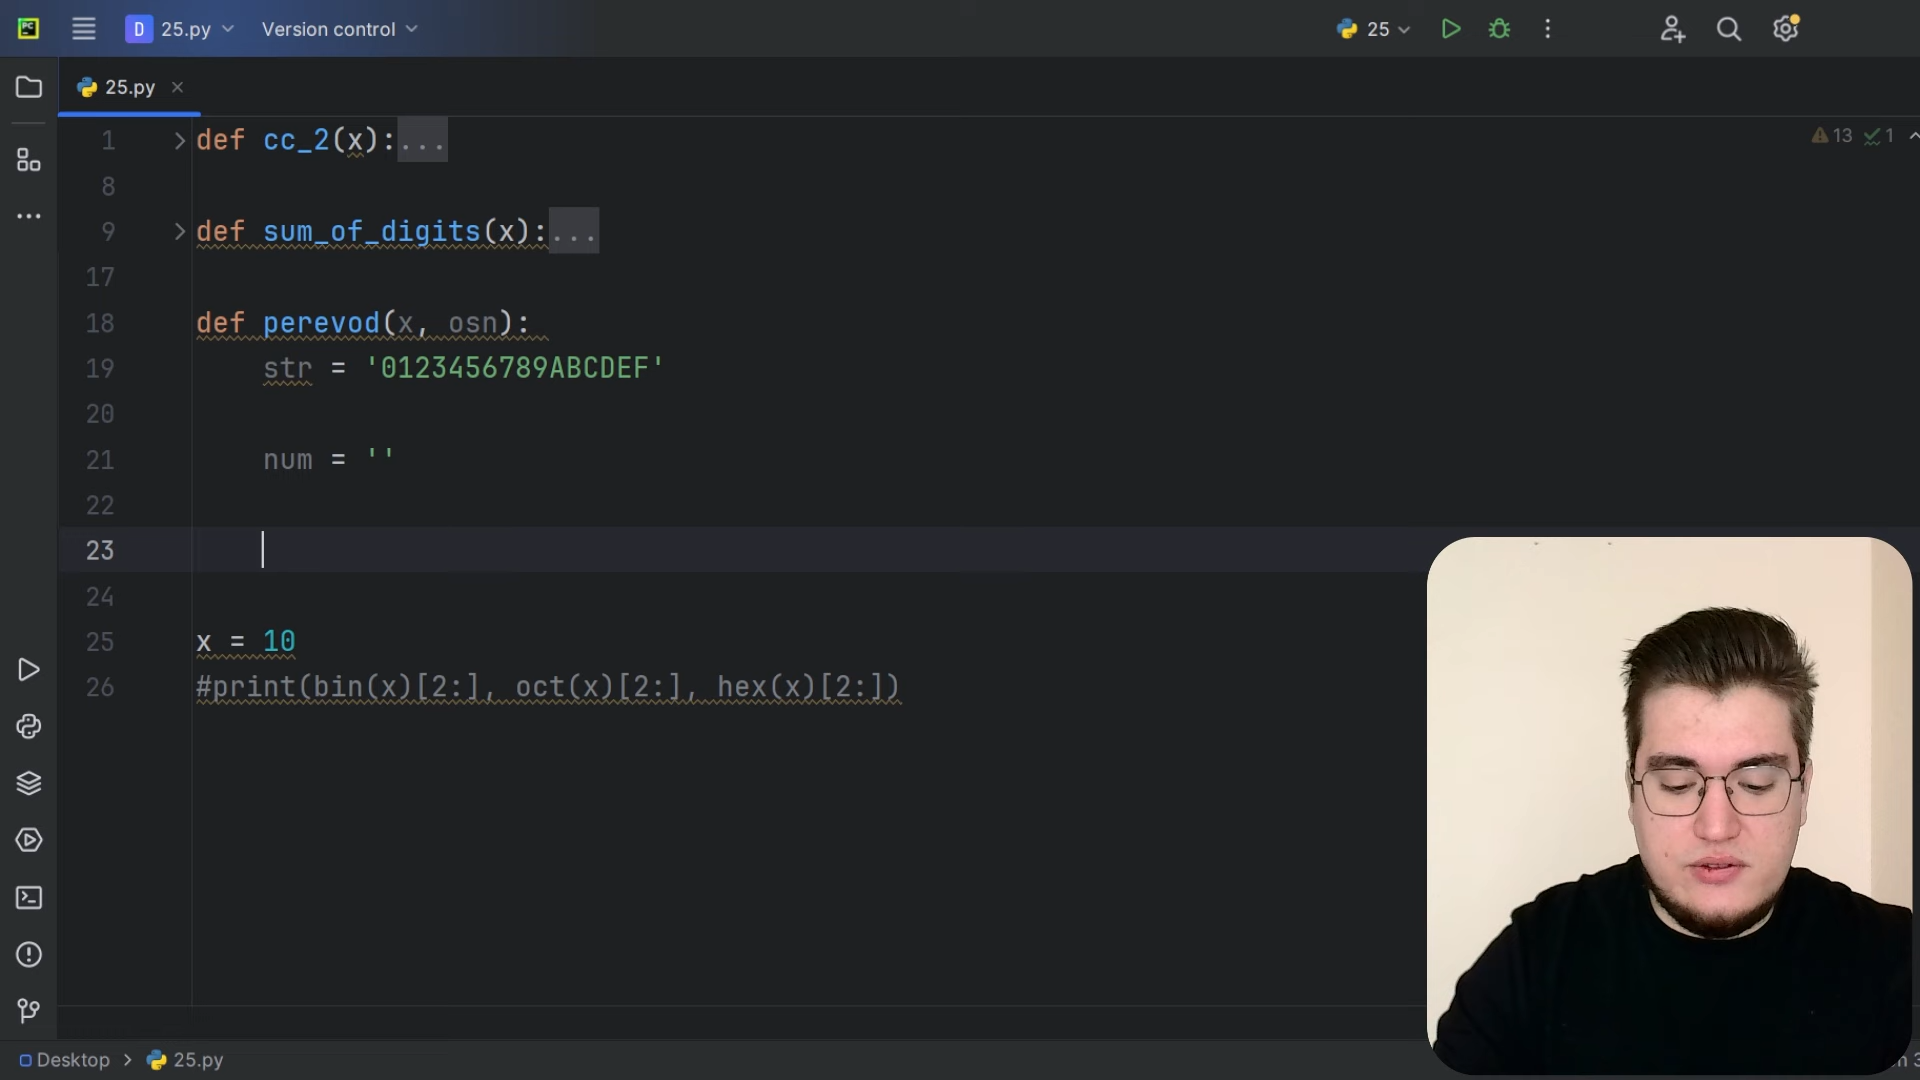 PC
D 25.py Version control 25
25.py
1 def cc_2(x):...
13 1
8
9 def sum_of_digits(x):...
17
18 def perevod(x, osn):
19 str = '0123456789ABCDEF'
20
21 num = ''
22
23
24
25 x = 10
26 #print(bin(x)[2:], oct(x)[2:], hex(x)[2:])
Desktop 25.py